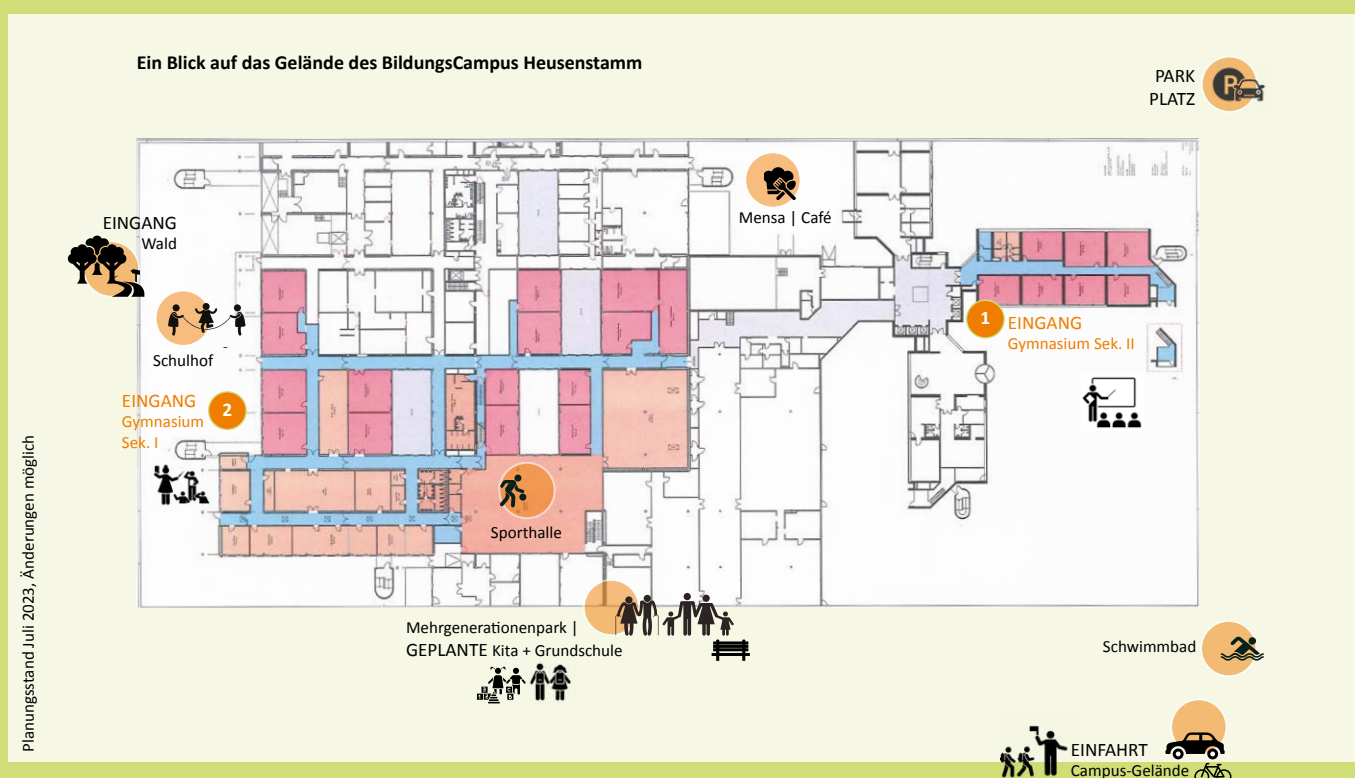 Ein Blick auf das Gelände des BildungsCampus Heusenstamm
PARK
PLATZ
P
Mensa | Café
EINGANG
Wald
Schulhof
1
EINGANG
Gymnasium Sek. II
EINGANG
Gymnasium
Sek. I
2
Sporthalle
Mehrgenerationenpark |
GEPLANTE Kita + Grundschule
Schwimmbad
EINFAHRT
Campus-Gelände
Planungsstand Juli 2023, Änderungen möglich